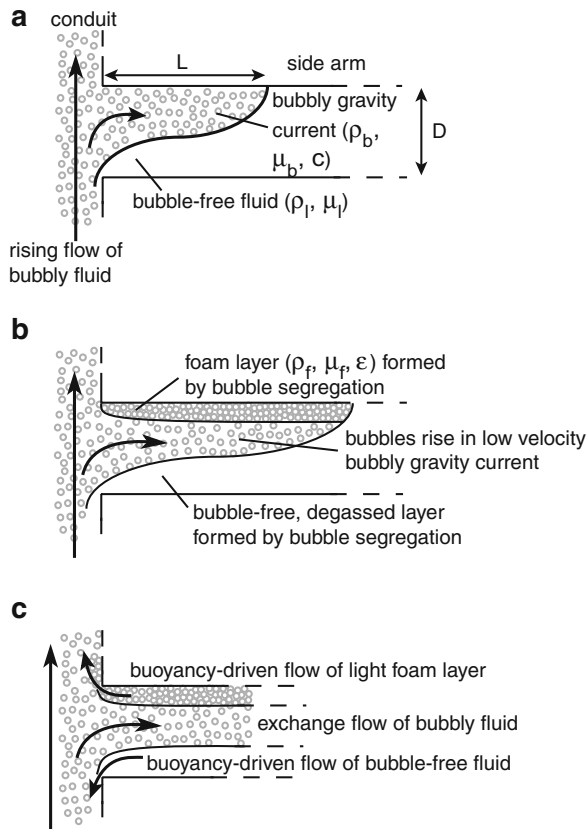 a
conduit
L
side arm
bubbly gravity
current (ρb,
μb, c)
D
bubble-free fluid (ρl, μl)
rising flow of
bubbly fluid
b
foam layer (ρf, μf, ε) formed
by bubble segregation
bubbles rise in low velocity
bubbly gravity current
bubble-free, degassed layer
formed by bubble segregation
c
buoyancy-driven flow of light foam layer
exchange flow of bubbly fluid
buoyancy-driven flow of bubble-free fluid